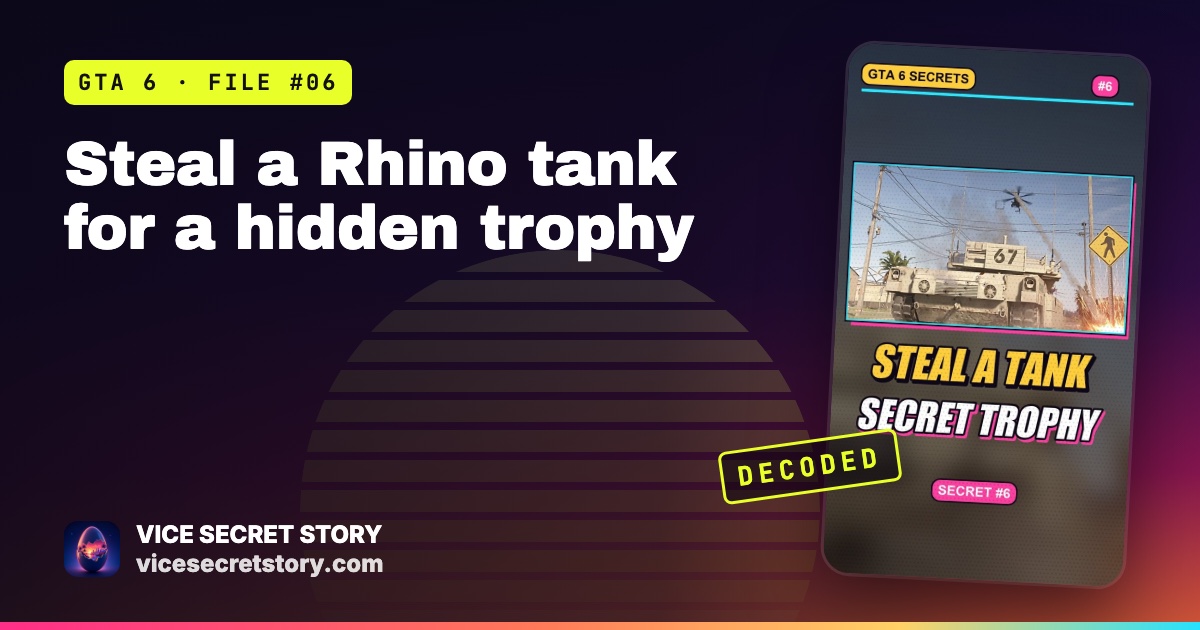 GTA 6 · FILE #06
Steal a Rhino tank
for a hidden trophy
GTA 6 SECRETS
#6
67
STEAL A TANK
SECRET TROPHY
SECRET #6
DECODED
VICE SECRET STORY
vicesecretstory.com